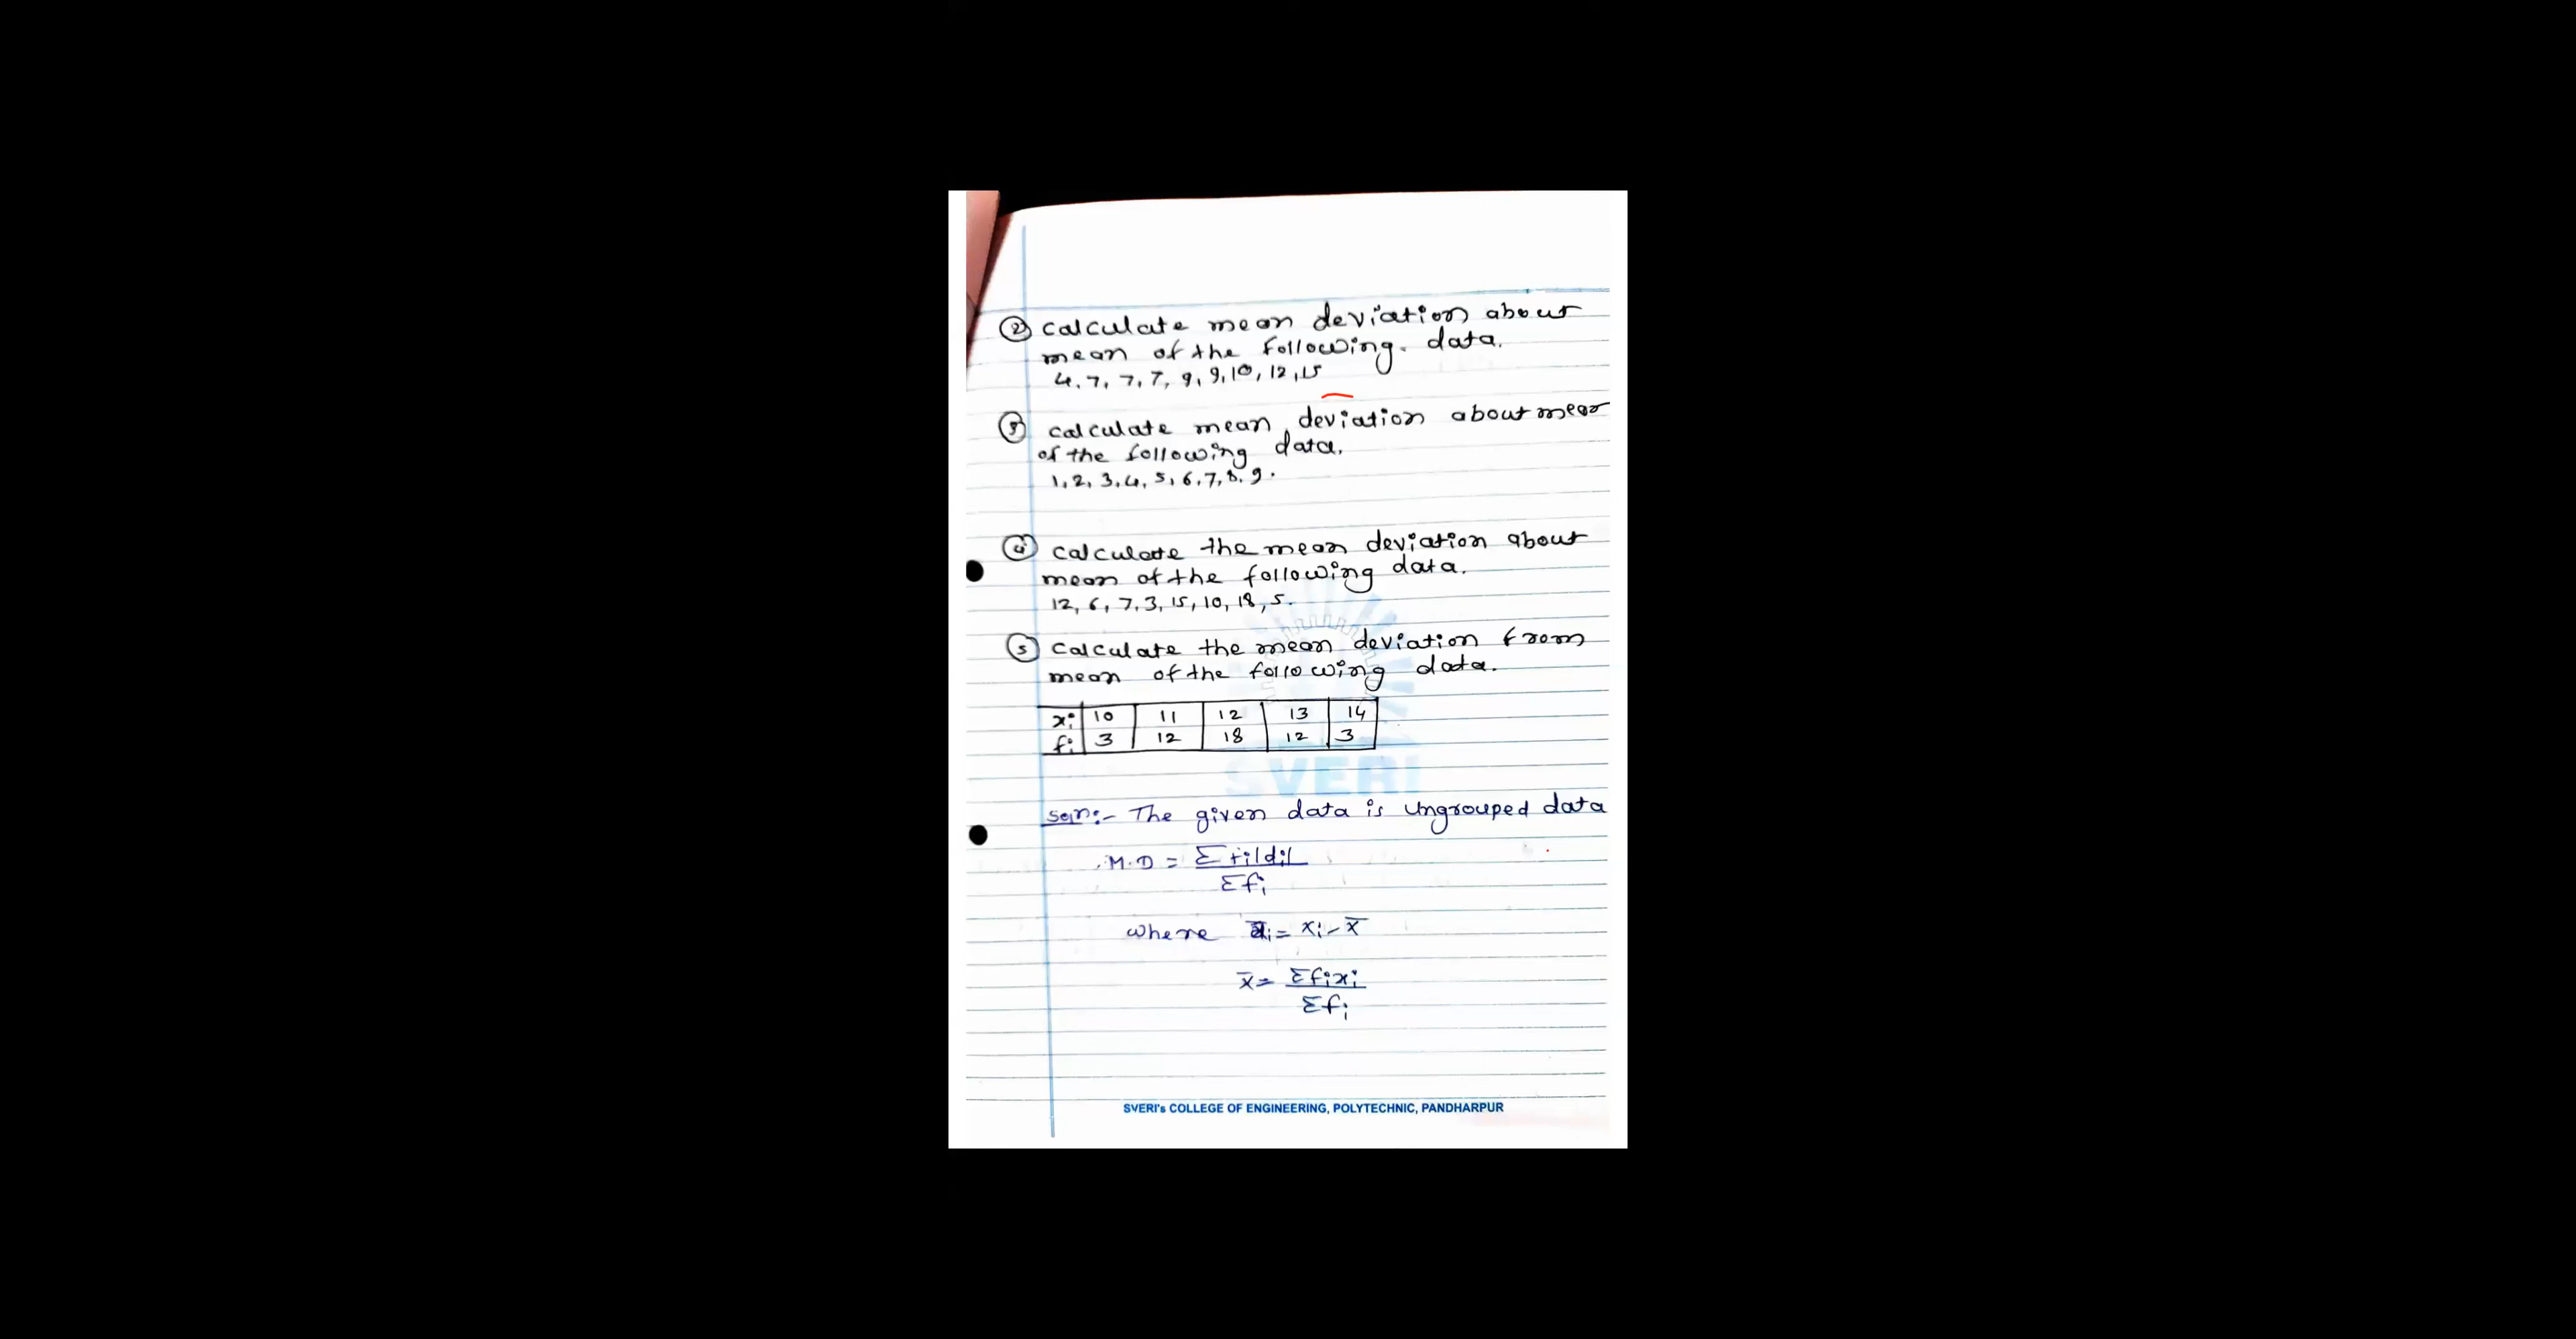 ② Calculate mean deviation about
mean of the following. data.
4, 7, 7, 7, 9, 9, 10, 12, 15
③ Calculate mean deviation about mean
of the following data.
1, 2, 3, 4, 5, 6, 7, 8, 9.
④ Calculate the mean deviation about
mean of the following data.
12, 6, 7, 3, 15, 10, 18, 5.
⑤ Calculate the mean deviation from
mean of the following data.
xi 10 11 12 13 14
fi 3 12 18 12 3
SVERI
Soln:- The given data is Ungrouped data
M.D = Σfi|di| / Σfi
where di = xi - x̄
x̄ = Σfixi / Σfi
SVERI's COLLEGE OF ENGINEERING, POLYTECHNIC, PANDHARPUR